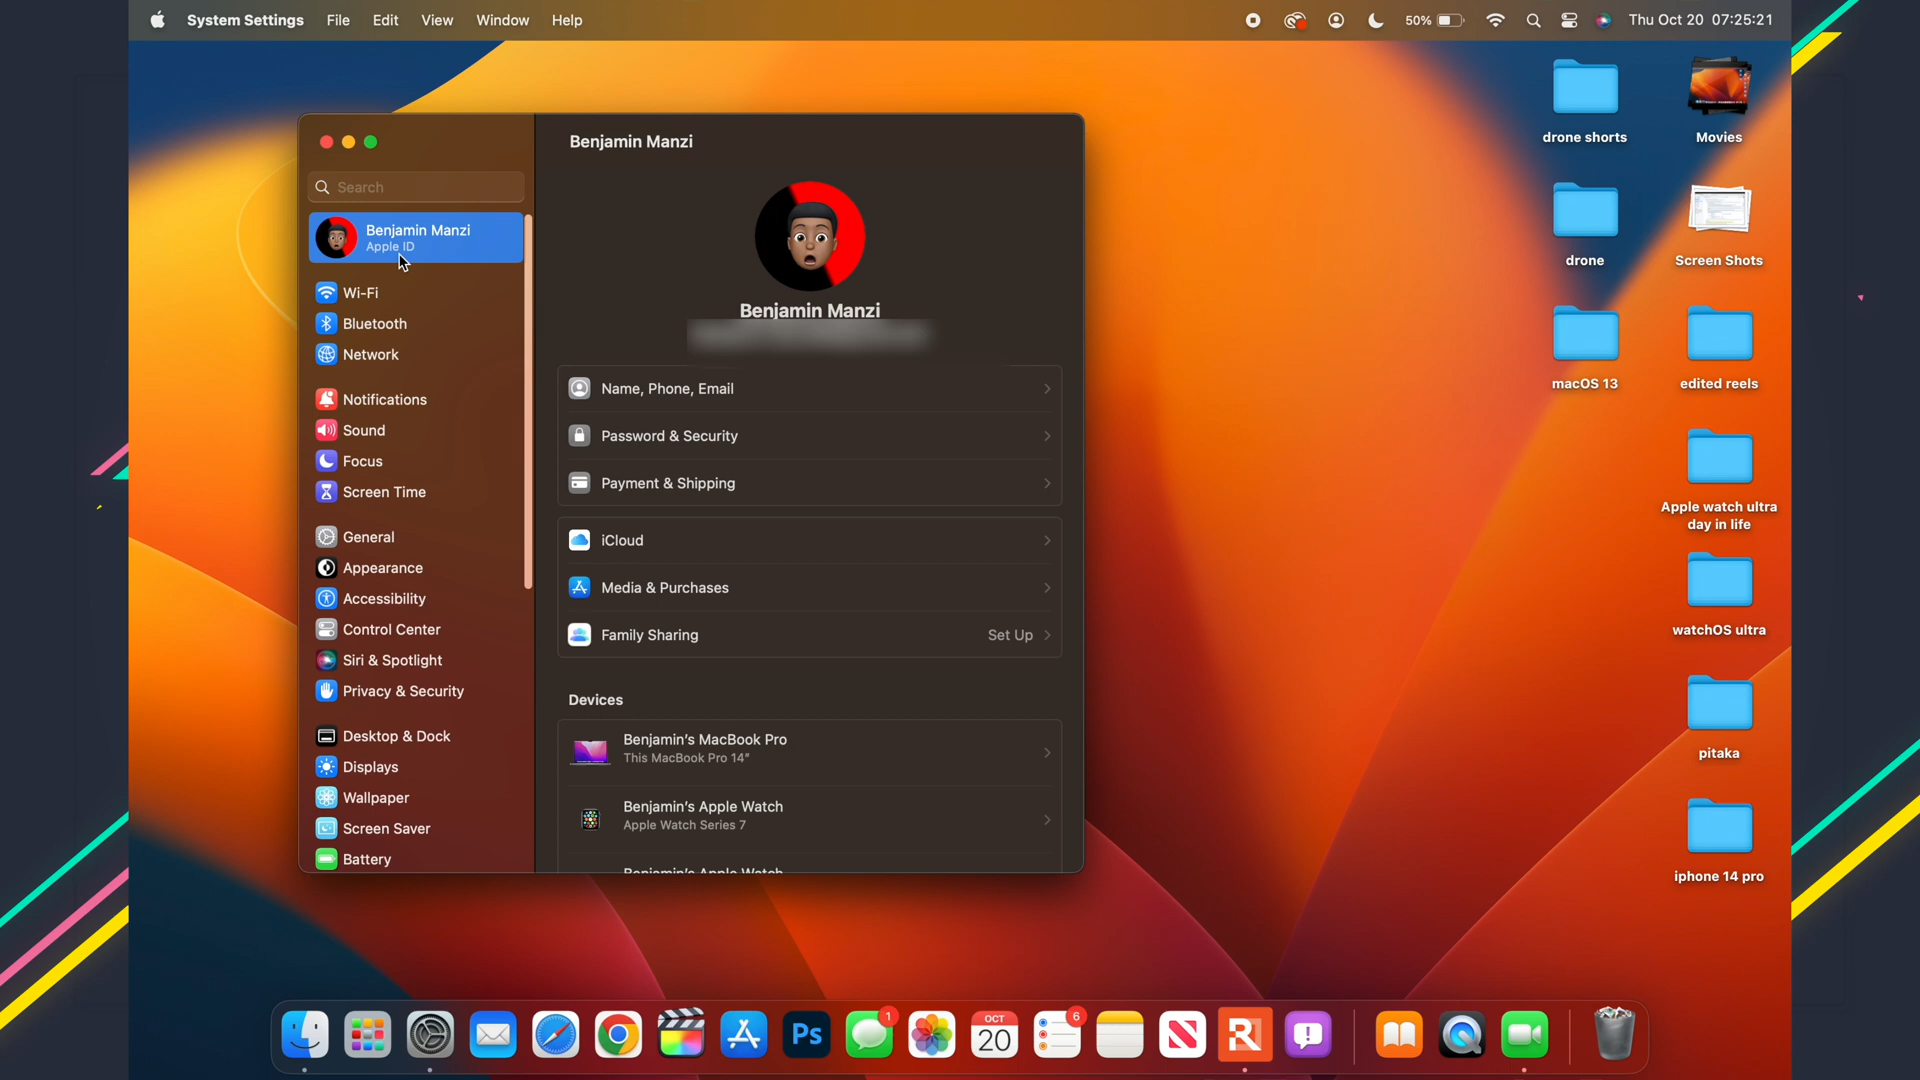 System Settings File Edit View Window Help
50% Thu Oct 20 07:25:21
Benjamin Manzi
Search
Benjamin Manzi
Apple ID
Wi-Fi
Bluetooth
Network
Notifications
Sound
Focus
Screen Time
General
Appearance
Accessibility
Control Center
Siri & Spotlight
Privacy & Security
Desktop & Dock
Displays
Wallpaper
Screen Saver
Battery
Benjamin Manzi
Name, Phone, Email
Password & Security
Payment & Shipping
iCloud
Media & Purchases
Family Sharing Set Up
Devices
Benjamin's MacBook Pro
This MacBook Pro 14"
Benjamin's Apple Watch
Apple Watch Series 7
Benjamin's Apple Watch
drone shorts
Movies
drone
Screen Shots
macOS 13
edited reels
Apple watch ultra
day in life
watchOS ultra
pitaka
iphone 14 pro
Ps
1
OCT
20
6